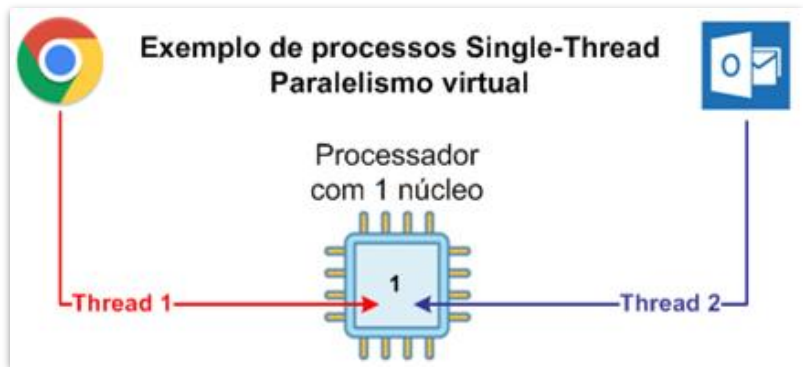 Exemplo de processos Single-Thread
Paralelismo virtual
Processador
com 1 núcleo
1
Thread 1
Thread 2